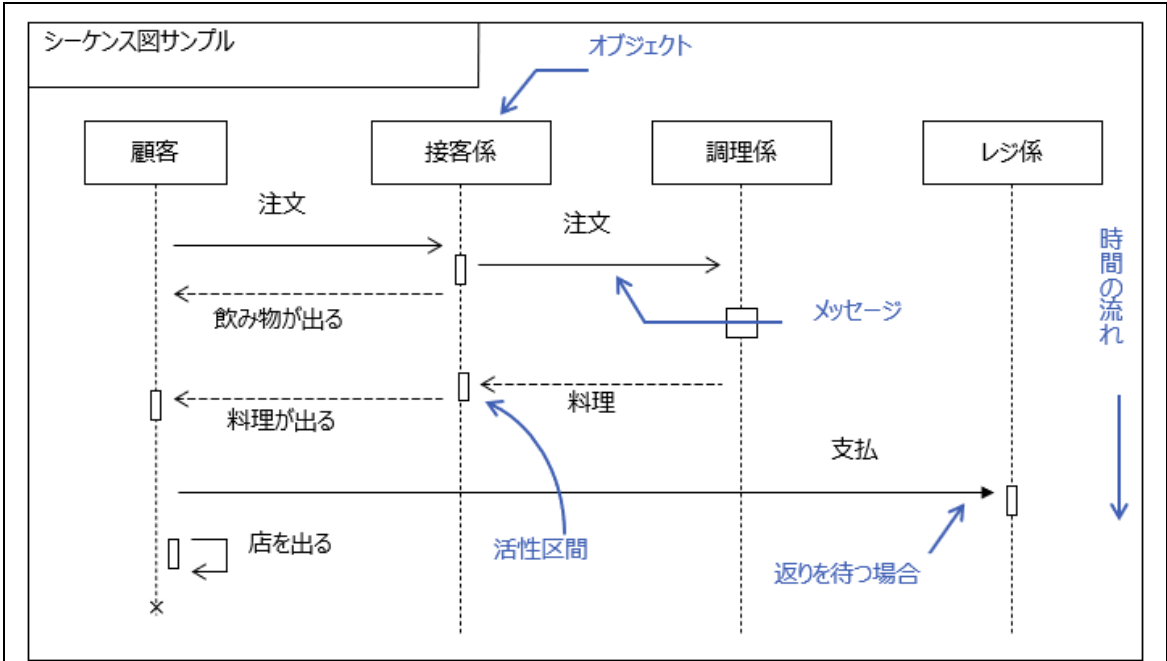 シーケンス図サンプル
オブジェクト
顧客
接客係
調理係
レジ係
注文
注文
時間の流れ
飲み物が出る
メッセージ
料理が出る
料理
支払
店を出る
活性区間
返りを待つ場合